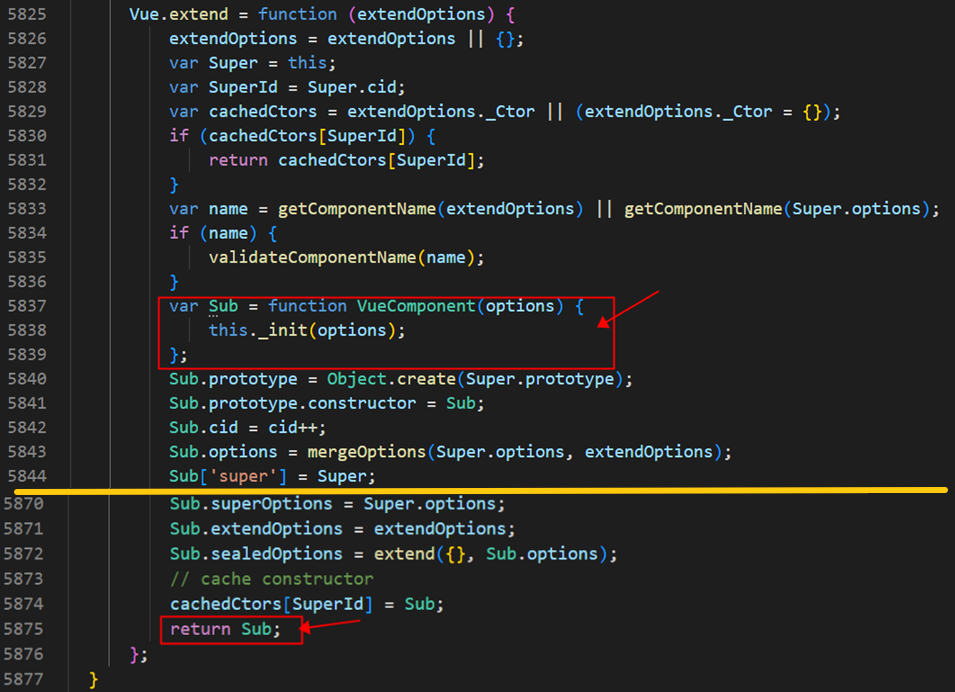 5825 Vue.extend = function (extendOptions) {
5826 extendOptions = extendOptions || {};
5827 var Super = this;
5828 var SuperId = Super.cid;
5829 var cachedCtors = extendOptions._Ctor || (extendOptions._Ctor = {});
5830 if (cachedCtors[SuperId]) {
5831 return cachedCtors[SuperId];
5832 }
5833 var name = getComponentName(extendOptions) || getComponentName(Super.options);
5834 if (name) {
5835 validateComponentName(name);
5836 }
5837 var Sub = function VueComponent(options) {
5838 this._init(options);
5839 };
5840 Sub.prototype = Object.create(Super.prototype);
5841 Sub.prototype.constructor = Sub;
5842 Sub.cid = cid++;
5843 Sub.options = mergeOptions(Super.options, extendOptions);
5844 Sub['super'] = Super;
5870 Sub.superOptions = Super.options;
5871 Sub.extendOptions = extendOptions;
5872 Sub.sealedOptions = extend({}, Sub.options);
5873 // cache constructor
5874 cachedCtors[SuperId] = Sub;
5875 return Sub;
5876 };
5877 }